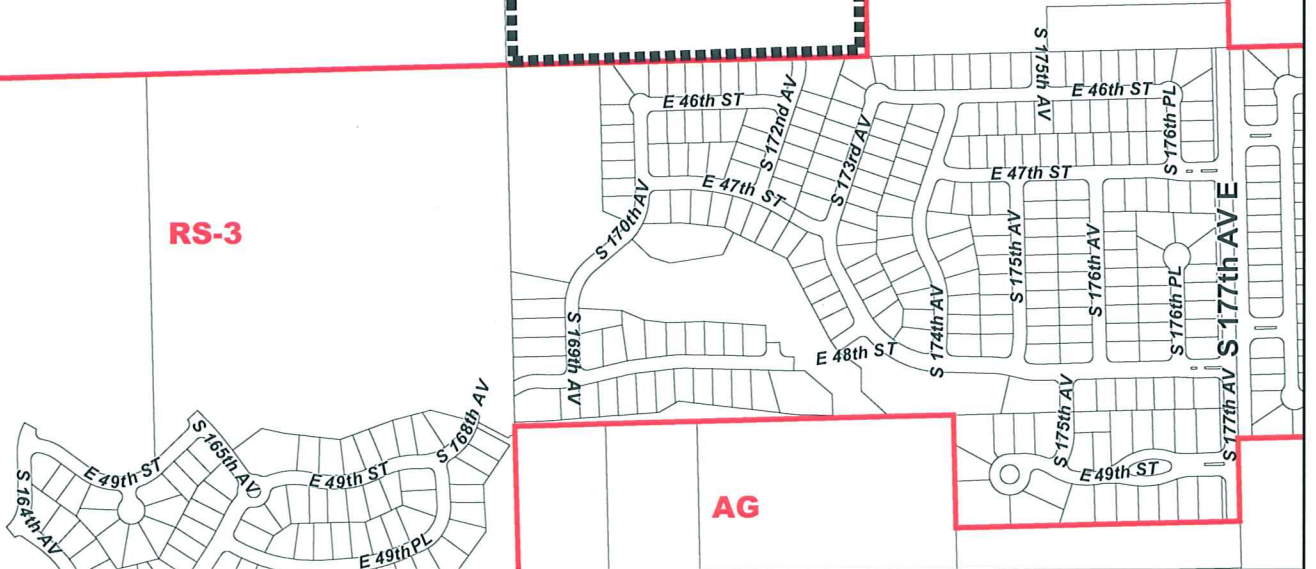 S 175th AV
E 46th ST
S 172nd AV
E 46th ST
S 176th PL
S 173rd AV
E 47th ST
E 47th ST
S 170th AV
RS-3
S 177th AV E
S 175th AV
S 176th AV
S 176th PL
S 174th AV
S 169th AV
E 48th ST
S 168th AV
S 175th AV
S 177th AV
S 165th AV
E 49th ST
E 49th ST
E 49th ST
S 164th AV
AG
E 49th PL